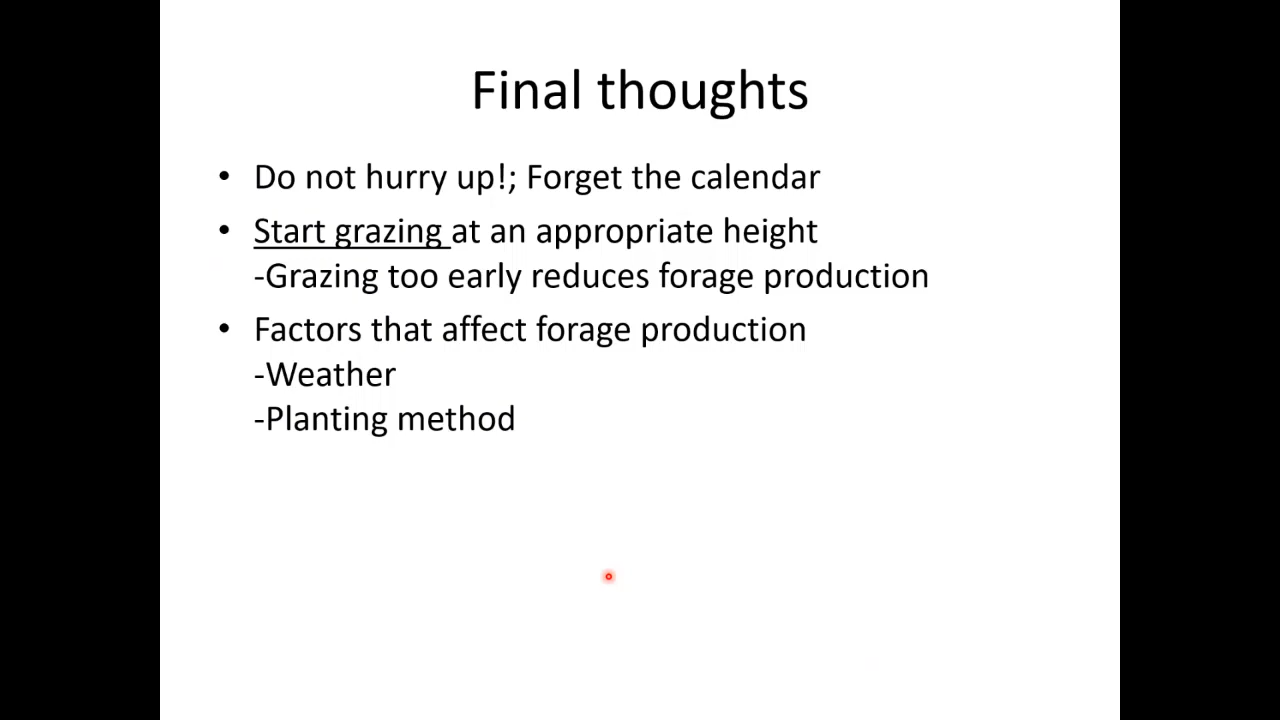 Final thoughts
• Do not hurry up!; Forget the calendar
• Start grazing at an appropriate height
-Grazing too early reduces forage production
• Factors that affect forage production
-Weather
-Planting method